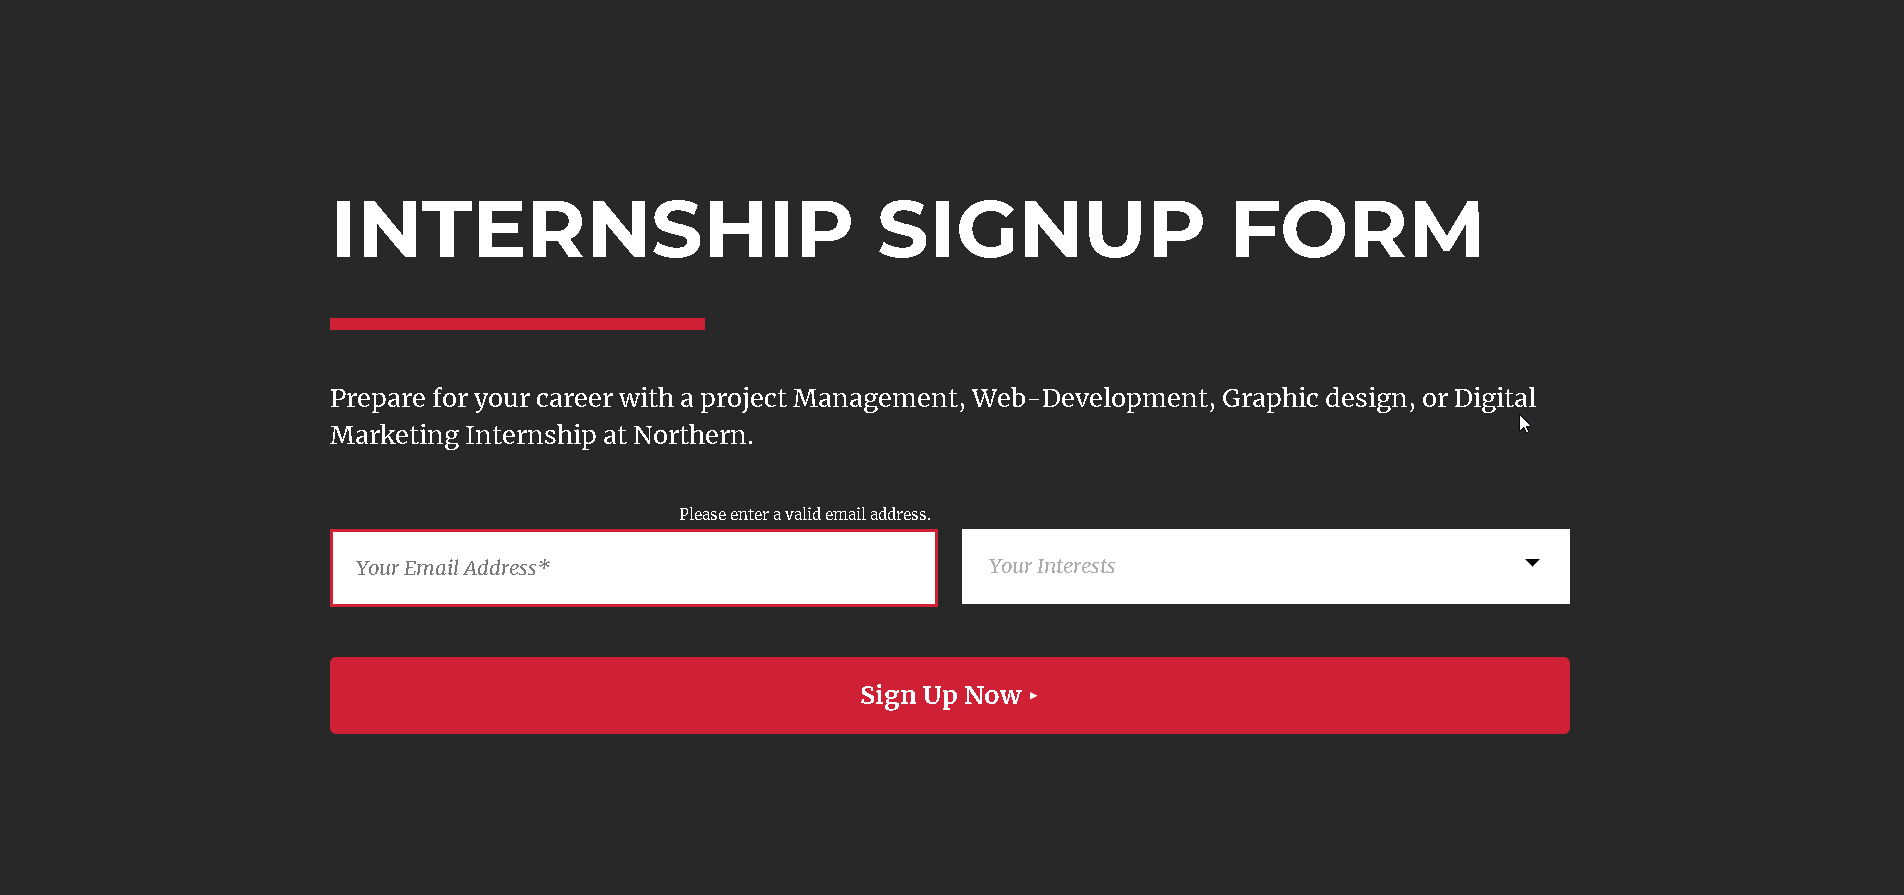 INTERNSHIP SIGNUP FORM
Prepare for your career with a project Management, Web-Development, Graphic design, or Digital
Marketing Internship at Northern.
Please enter a valid email address.
Your Email Address*
Your Interests
Sign Up Now ▸